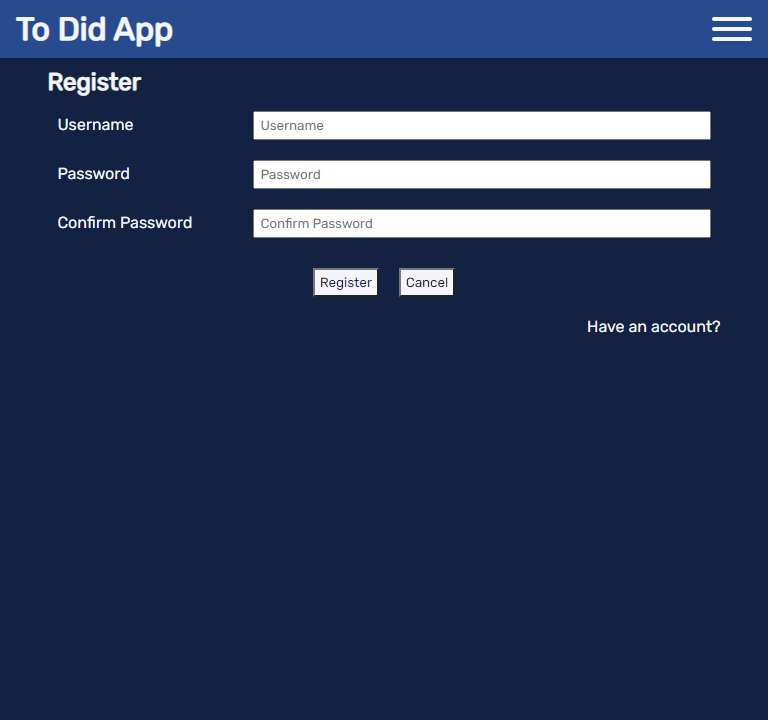 To Did App
Register
Username Username
Password Password
Confirm Password Confirm Password
Register Cancel
Have an account?